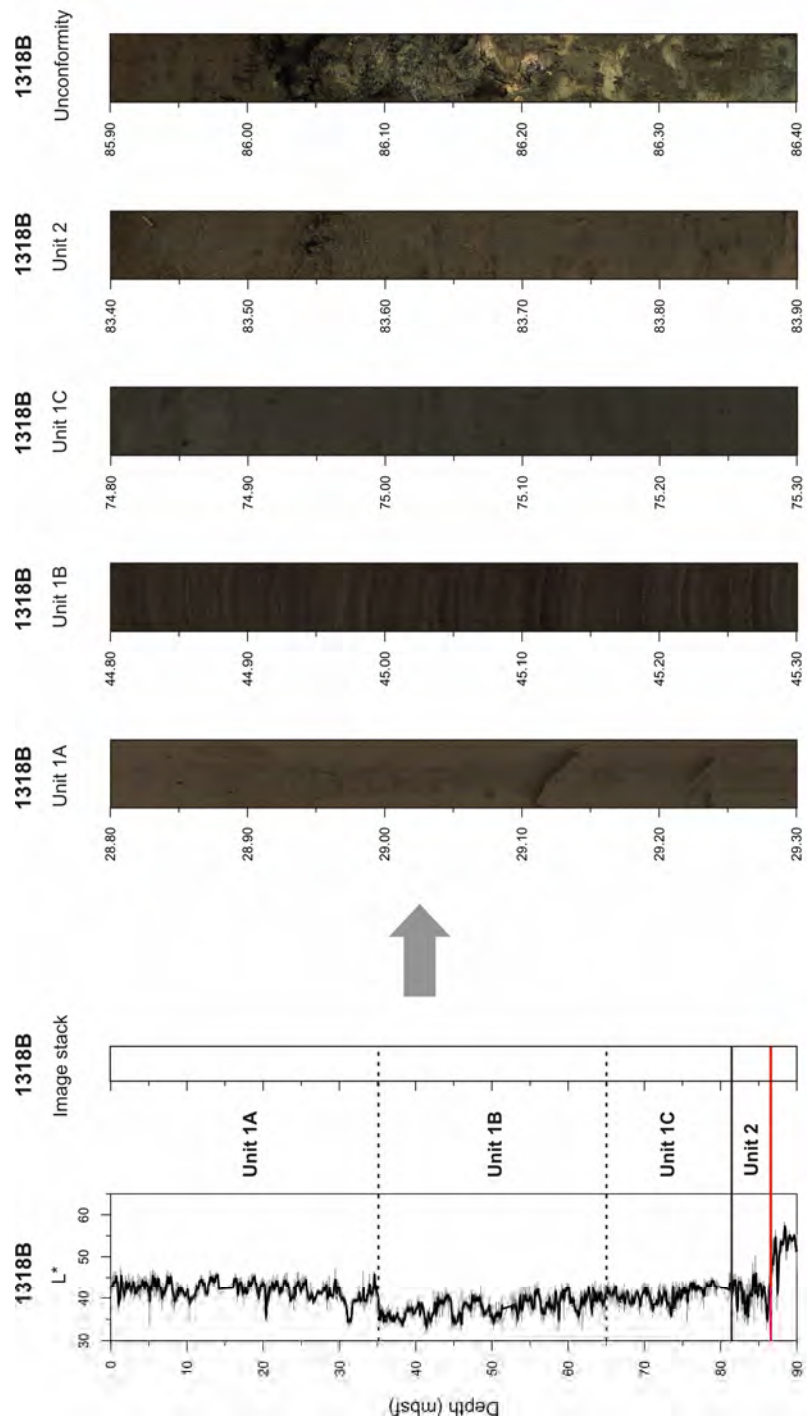 1318B
L*
30
40
50
60
Depth (mbsf)
0
10
20
30
40
50
60
70
80
90
Unit 1A
Unit 1B
Unit 1C
Unit 2
1318B
Image stack
1318B
Unit 1A
28.80
28.90
29.00
29.10
29.20
29.30
1318B
Unit 1B
44.80
44.90
45.00
45.10
45.20
45.30
1318B
Unit 1C
74.80
74.90
75.00
75.10
75.20
75.30
1318B
Unit 2
83.40
83.50
83.60
83.70
83.80
83.90
1318B
Unconformity
85.90
86.00
86.10
86.20
86.30
86.40